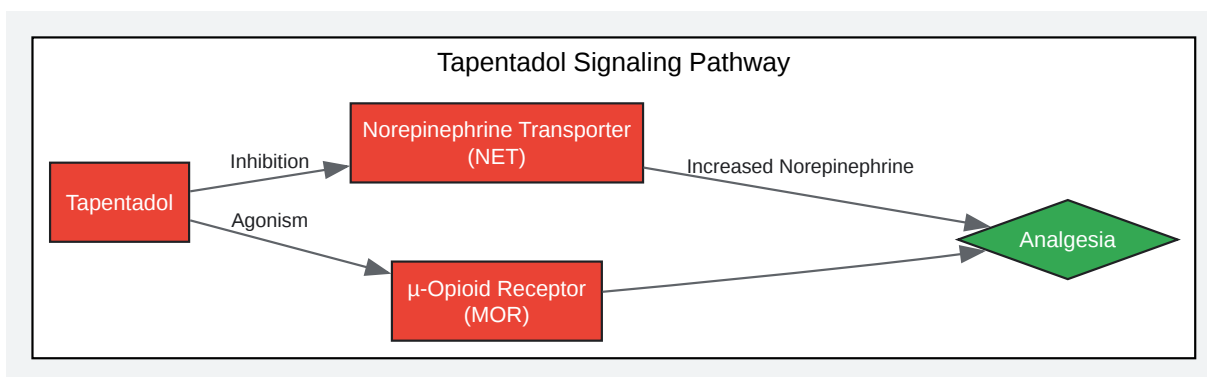 Tapentadol Signaling Pathway
Norepinephrine Transporter
(NET)
Inhibition
Increased Norepinephrine
Tapentadol
Agonism
Analgesia
µ-Opioid Receptor
(MOR)